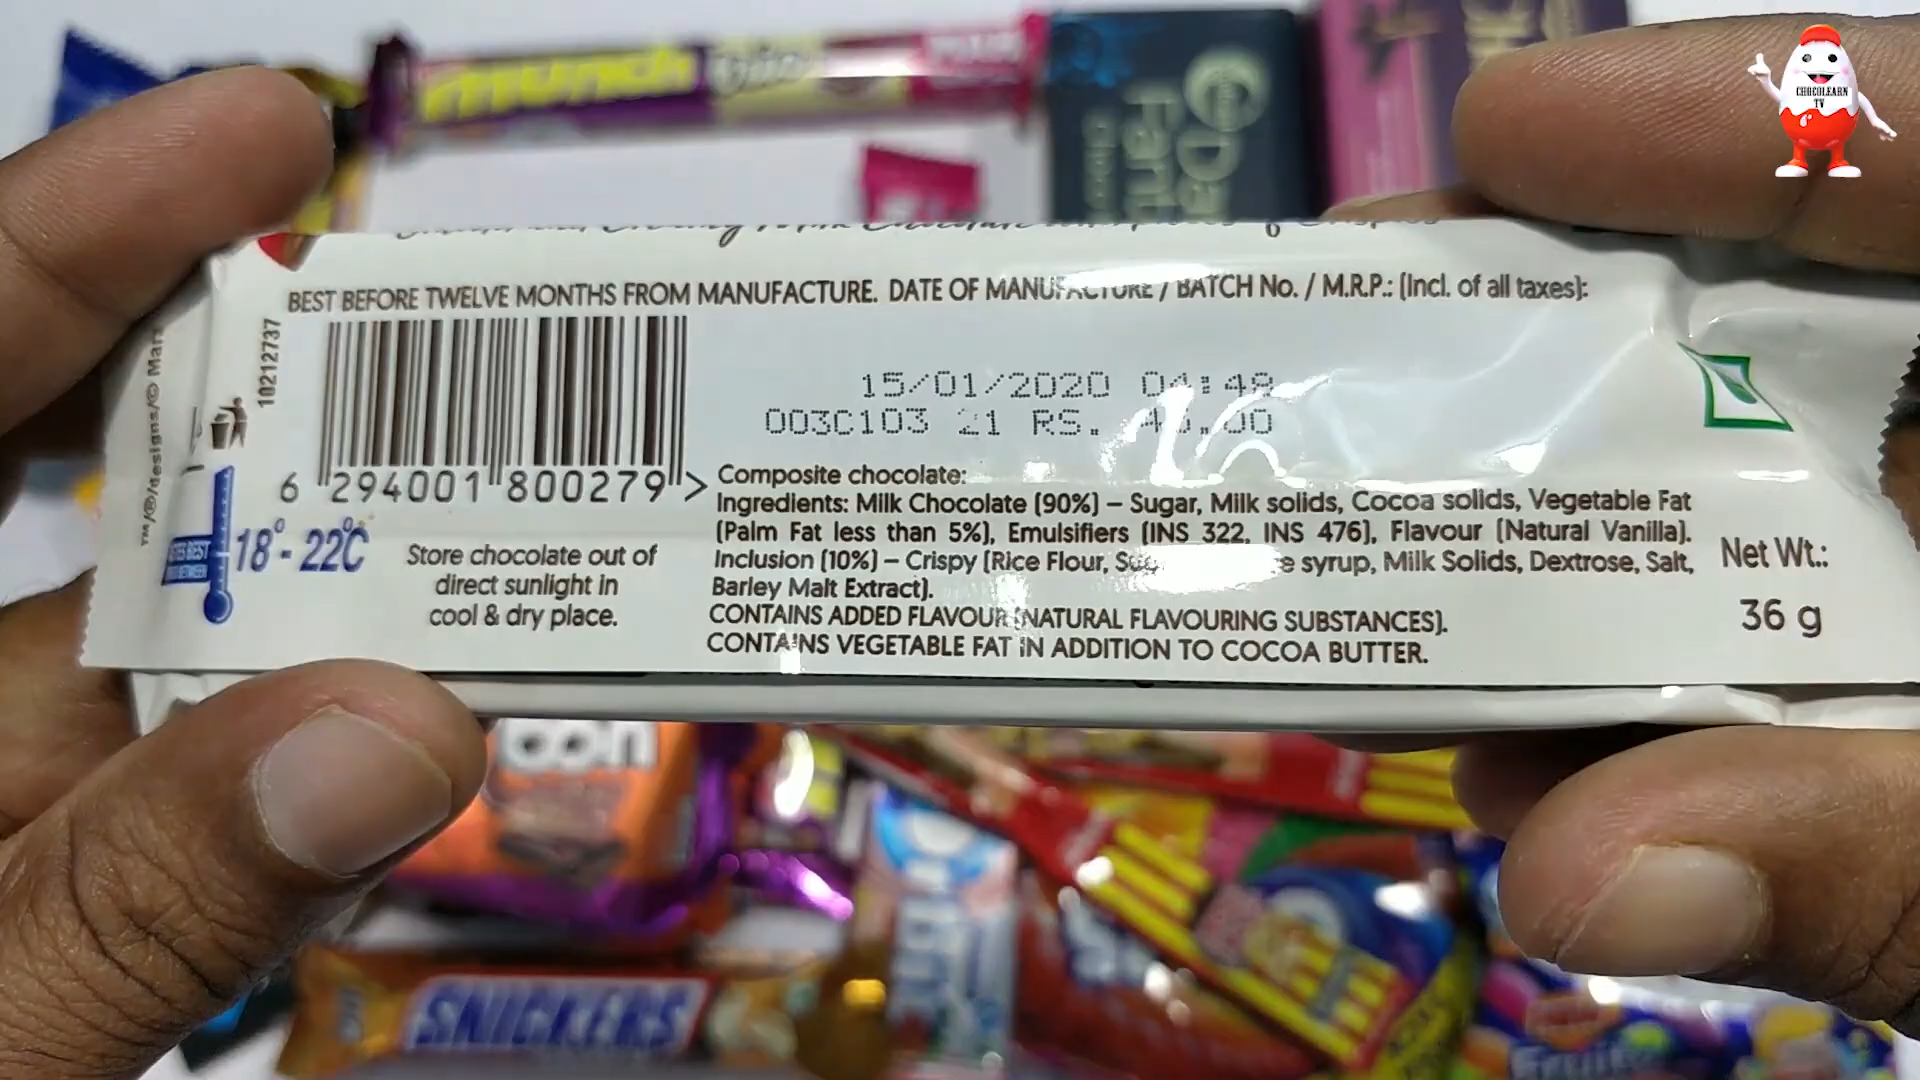 munch
CHOCOLEARN
TV
BEST BEFORE TWELVE MONTHS FROM MANUFACTURE. DATE OF MANUFACTURE / BATCH No. / M.R.P.: (Incl. of all taxes):
10212737
™/®/designs/© Mar
15/01/2020 04:48
003C103 21 RS. 40.00
6 294001 800279 >
18°- 22°C
Store chocolate out of
direct sunlight in
cool & dry place.
Composite chocolate:
Ingredients: Milk Chocolate (90%) – Sugar, Milk solids, Cocoa solids, Vegetable Fat
(Palm Fat less than 5%), Emulsifiers (INS 322, INS 476), Flavour (Natural Vanilla).
Inclusion (10%) – Crispy (Rice Flour, syrup, Milk Solids, Dextrose, Salt,
Barley Malt Extract).
CONTAINS ADDED FLAVOUR (NATURAL FLAVOURING SUBSTANCES).
CONTAINS VEGETABLE FAT IN ADDITION TO COCOA BUTTER.
Net Wt.:
36 g
SNICKERS